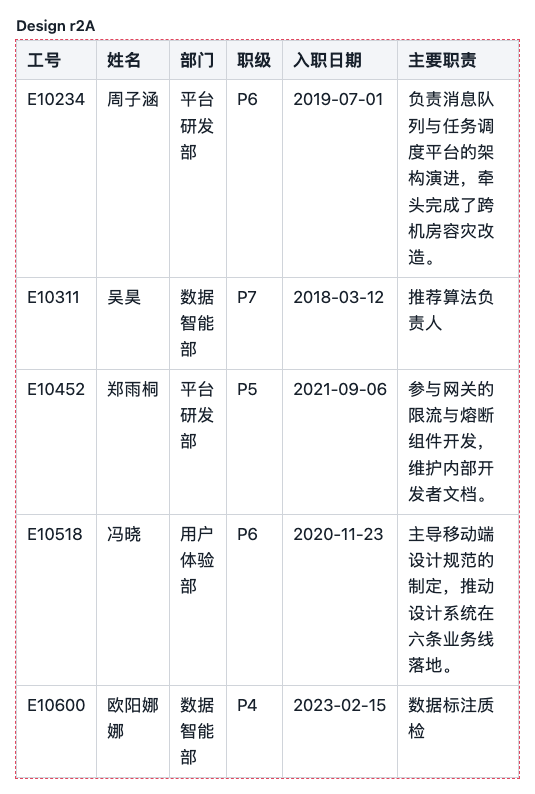 Design r2A
工号 姓名 部门 职级 入职日期 主要职责
E10234 周子涵 平台 P6 2019-07-01 负责消息队
研发 列与任务调
部 度平台的架
构演进，牵
头完成了跨
机房容灾改
造。
E10311 吴昊 数据 P7 2018-03-12 推荐算法负
智能 责人
部
E10452 郑雨桐 平台 P5 2021-09-06 参与网关的
研发 限流与熔断
部 组件开发，
维护内部开
发者文档。
E10518 冯晓 用户 P6 2020-11-23 主导移动端
体验 设计规范的
部 制定，推动
设计系统在
六条业务线
落地。
E10600 欧阳娜 数据 P4 2023-02-15 数据标注质
娜 智能 检
部